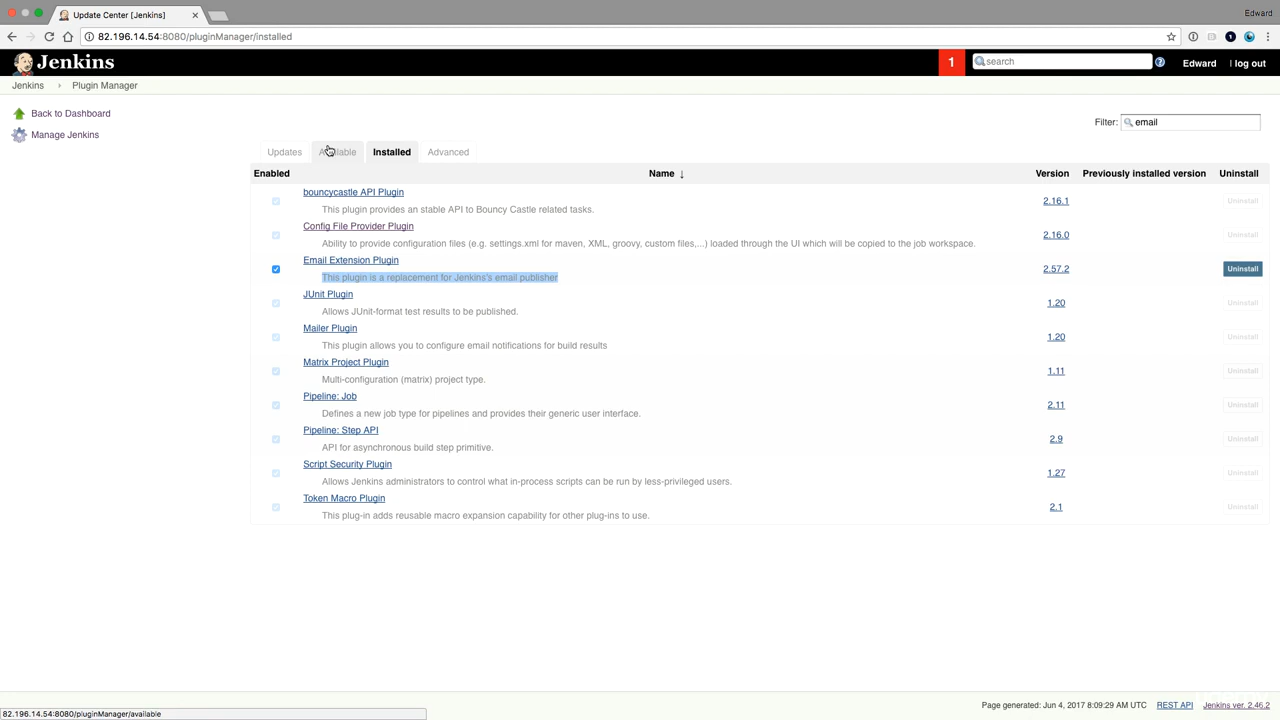 Update Center [Jenkins]
Edward
82.196.14.54:8080/pluginManager/installed
Jenkins
1
search
Edward
log out
Jenkins
Plugin Manager
Back to Dashboard
Manage Jenkins
Filter:
email
Updates
Available
Installed
Advanced
Enabled
Name ↓
Version
Previously installed version
Uninstall
bouncycastle API Plugin
This plugin provides an stable API to Bouncy Castle related tasks.
2.16.1
Uninstall
Config File Provider Plugin
Ability to provide configuration files (e.g. settings.xml for maven, XML, groovy, custom files,...) loaded through the UI which will be copied to the job workspace.
2.16.0
Uninstall
Email Extension Plugin
This plugin is a replacement for Jenkins's email publisher
2.57.2
Uninstall
JUnit Plugin
Allows JUnit-format test results to be published.
1.20
Uninstall
Mailer Plugin
This plugin allows you to configure email notifications for build results
1.20
Uninstall
Matrix Project Plugin
Multi-configuration (matrix) project type.
1.11
Uninstall
Pipeline: Job
Defines a new job type for pipelines and provides their generic user interface.
2.11
Uninstall
Pipeline: Step API
API for asynchronous build step primitive.
2.9
Uninstall
Script Security Plugin
Allows Jenkins administrators to control what in-process scripts can be run by less-privileged users.
1.27
Uninstall
Token Macro Plugin
This plug-in adds reusable macro expansion capability for other plug-ins to use.
2.1
Uninstall
Page generated: Jun 4, 2017 8:09:29 AM UTC
REST API
Jenkins ver. 2.46.2
82.196.14.54:8080/pluginManager/available